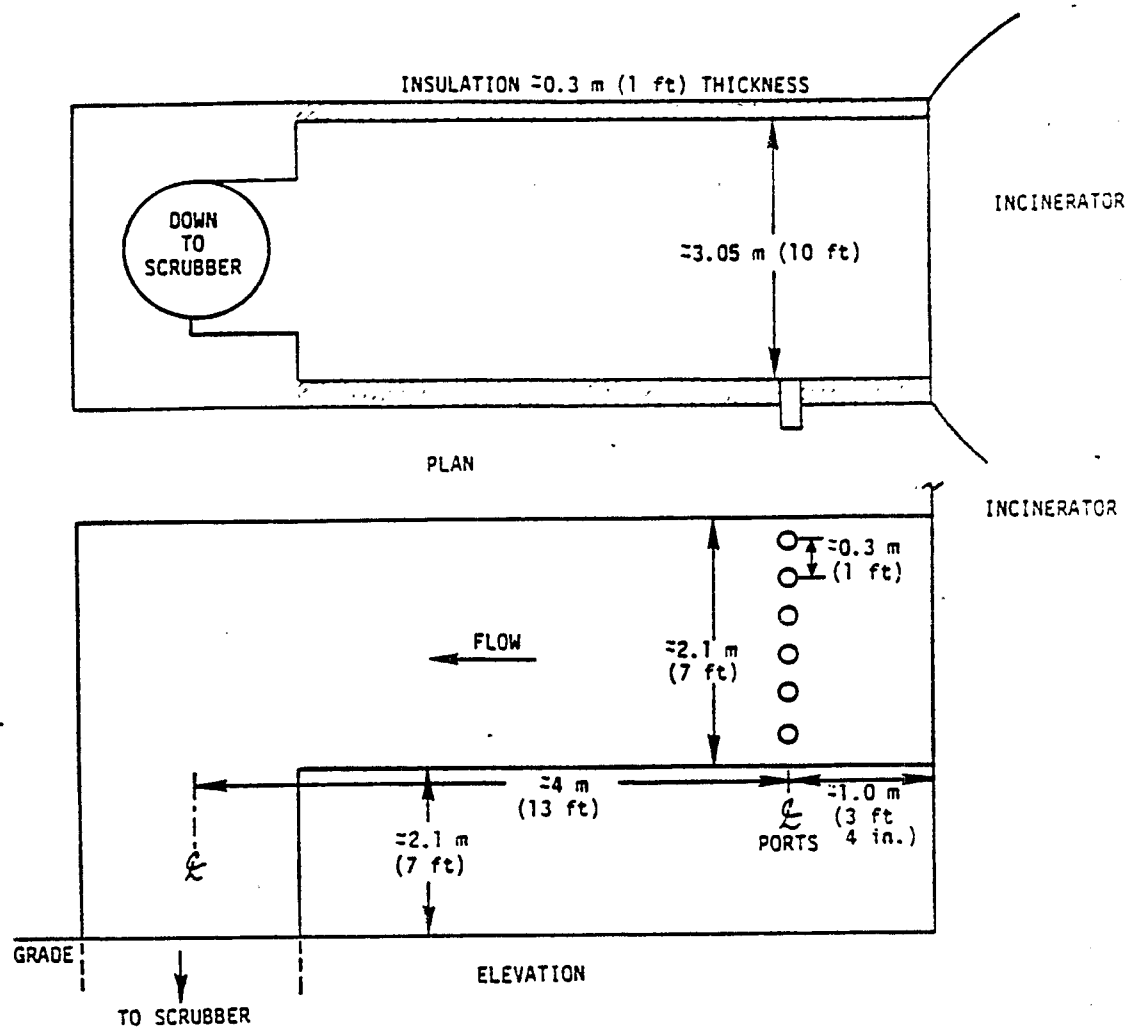 INSULATION ≈0.3 m (1 ft) THICKNESS
INCINERATOR
DOWN
TO
SCRUBBER
≈3.05 m (10 ft)
PLAN
INCINERATOR
≈0.3 m
(1 ft)
FLOW
≈2.1 m
(7 ft)
≈4 m
(13 ft)
≈1.0 m
(3 ft
4 in.)
℄
PORTS
≈2.1 m
(7 ft)
℄
GRADE
ELEVATION
TO SCRUBBER